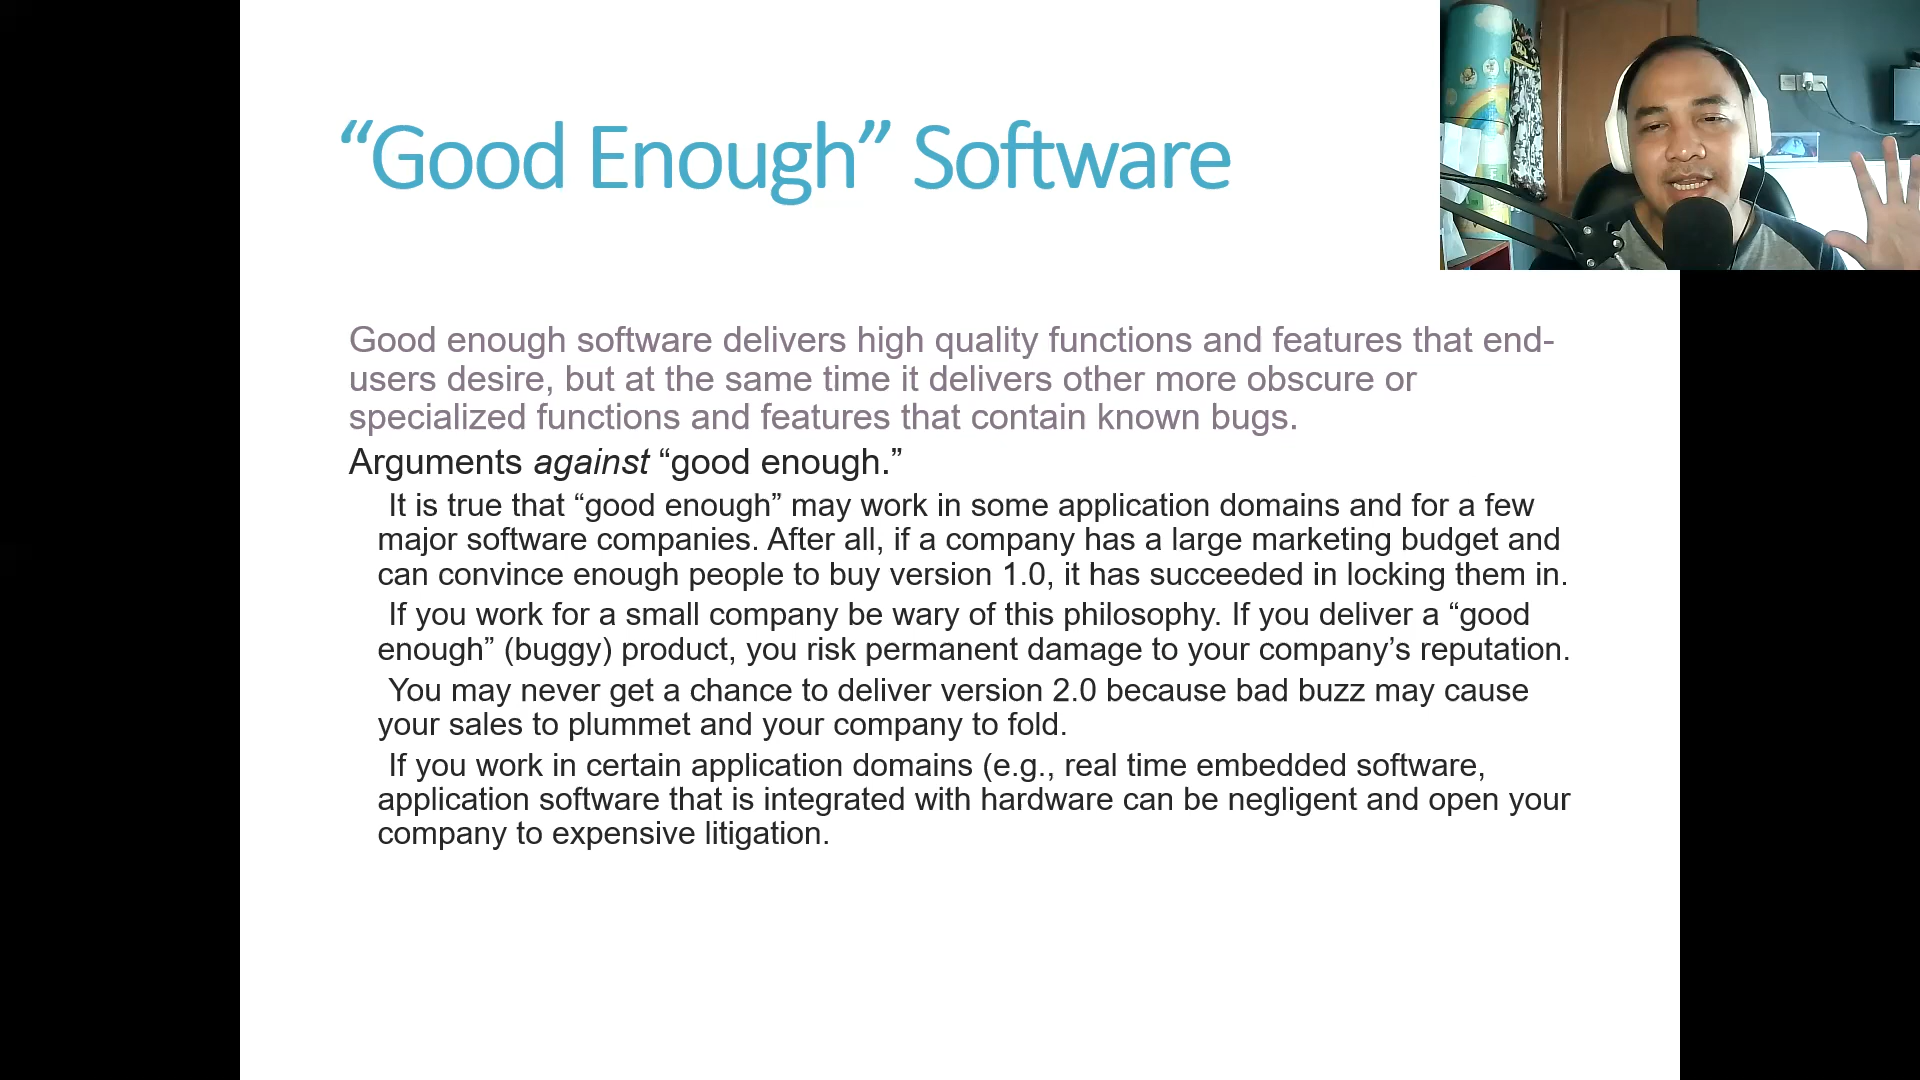 “Good Enough” Software
Good enough software delivers high quality functions and features that end-
users desire, but at the same time it delivers other more obscure or
specialized functions and features that contain known bugs.
Arguments against “good enough.”
It is true that “good enough” may work in some application domains and for a few
major software companies. After all, if a company has a large marketing budget and
can convince enough people to buy version 1.0, it has succeeded in locking them in.
If you work for a small company be wary of this philosophy. If you deliver a “good
enough” (buggy) product, you risk permanent damage to your company’s reputation.
You may never get a chance to deliver version 2.0 because bad buzz may cause
your sales to plummet and your company to fold.
If you work in certain application domains (e.g., real time embedded software,
application software that is integrated with hardware can be negligent and open your
company to expensive litigation.